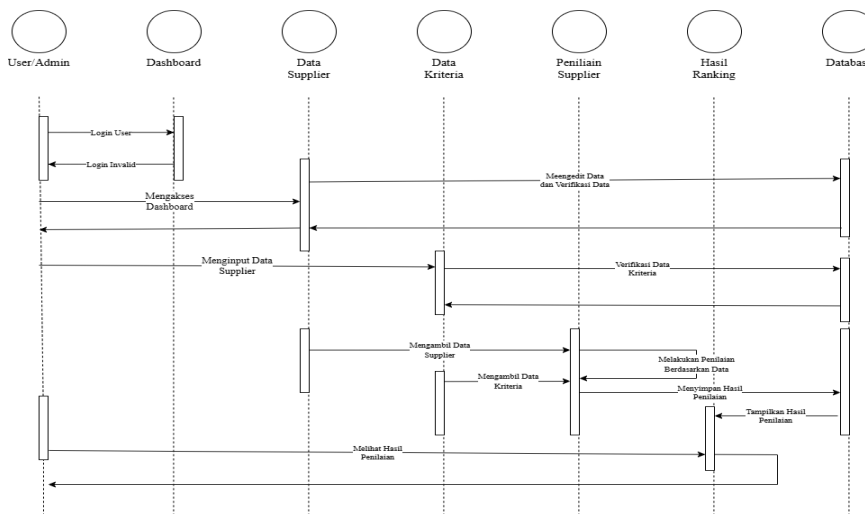 User/Admin
Dashboard
Data
Supplier
Data
Kriteria
Peniliain
Supplier
Hasil
Ranking
Databas
Login User
Login Invalid
Meengedit Data
dan Verifikasi Data
Mengakses
Dashboard
Menginput Data
Supplier
Verifikasi Data
Kriteria
Mengambil Data
Supplier
Melakukan Penilaian
Berdasarkan Data
Mengambil Data
Kriteria
Menyimpan Hasil
Penilaian
Tampilkan Hasil
Penilaian
Melihat Hasil
Penilaian